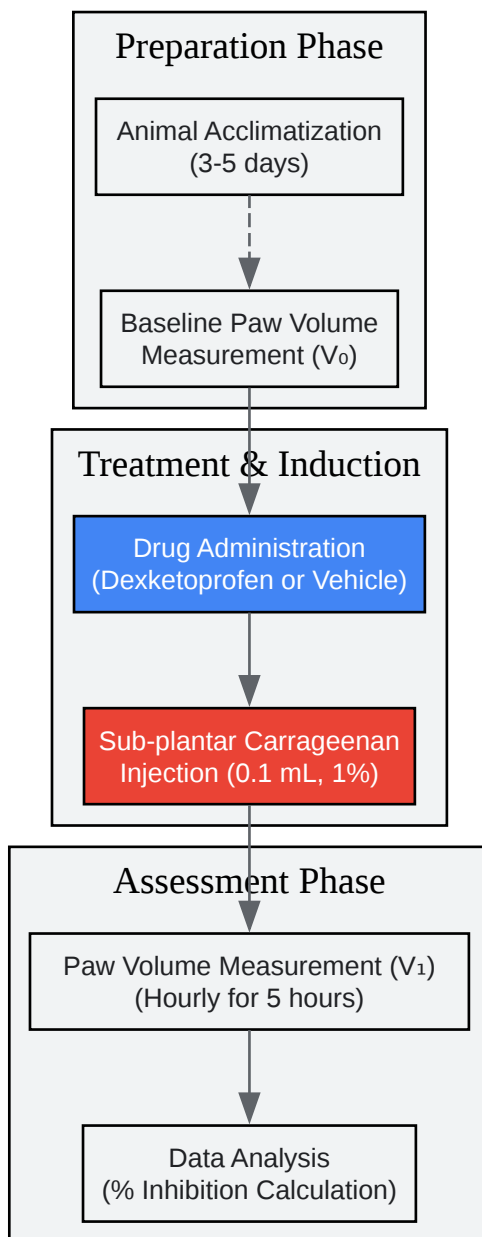 Preparation Phase
Animal Acclimatization
(3-5 days)
Baseline Paw Volume
Measurement (V₀)
Treatment & Induction
Drug Administration
(Dexketoprofen or Vehicle)
Sub-plantar Carrageenan
Injection (0.1 mL, 1%)
Assessment Phase
Paw Volume Measurement (V₁)
(Hourly for 5 hours)
Data Analysis
(% Inhibition Calculation)